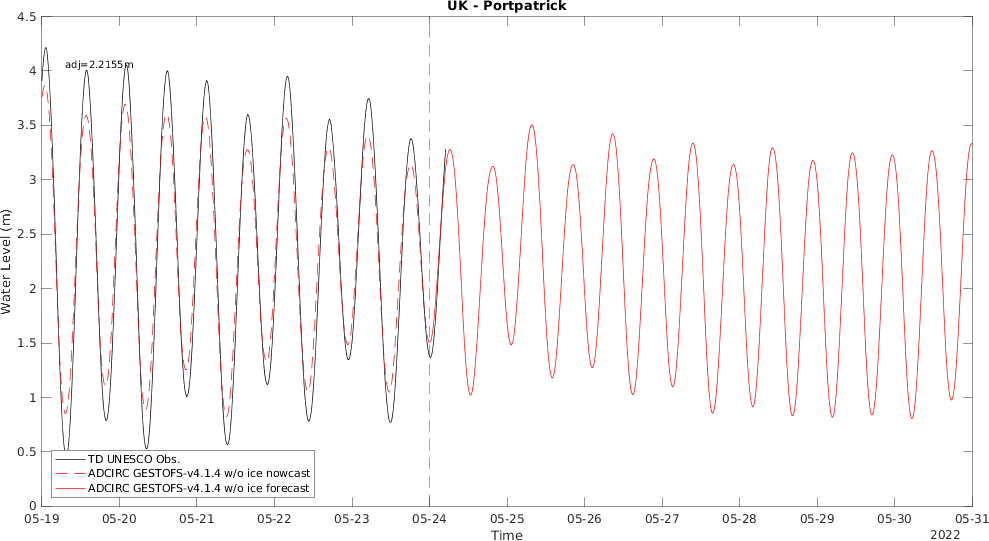 UK - Portpatrick
4.5
4
3.5
3
2.5
2
1.5
1
0.5
0
Water Level (m)
adj=2.2155m
TD UNESCO Obs.
ADCIRC GESTOFS-v4.1.4 w/o ice nowcast
ADCIRC GESTOFS-v4.1.4 w/o ice forecast
05-19 05-20 05-21 05-22 05-23 05-24 05-25 05-26 05-27 05-28 05-29 05-30 05-31
Time
2022